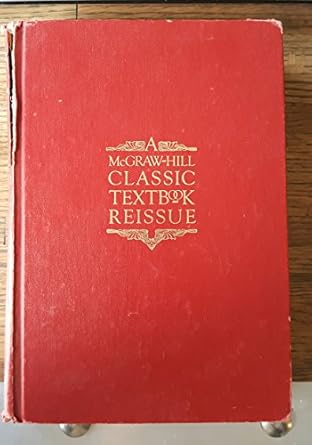 A
McGRAW-HILL
CLASSIC
TEXTBOOK
REISSUE